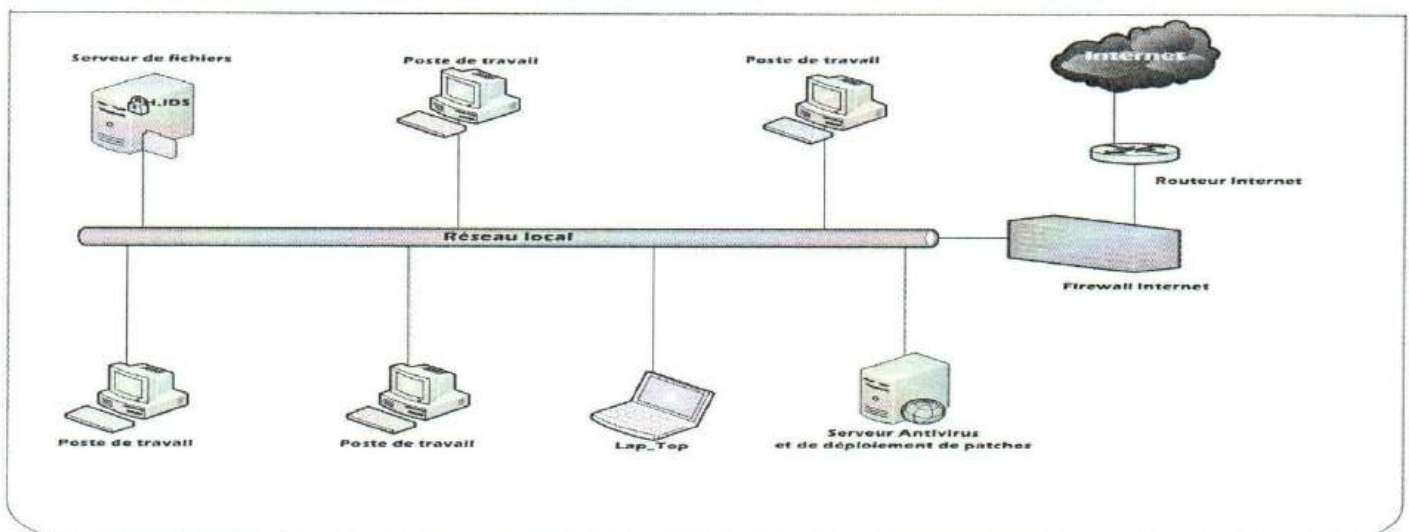 Serveur de fichiers
Poste de travail
Poste de travail
Internet
H.IDS
Routeur Internet
Réseau local
Firewall Internet
Poste de travail
Poste de travail
Lap_Top
Serveur Antivirus
et de déploiement de patches